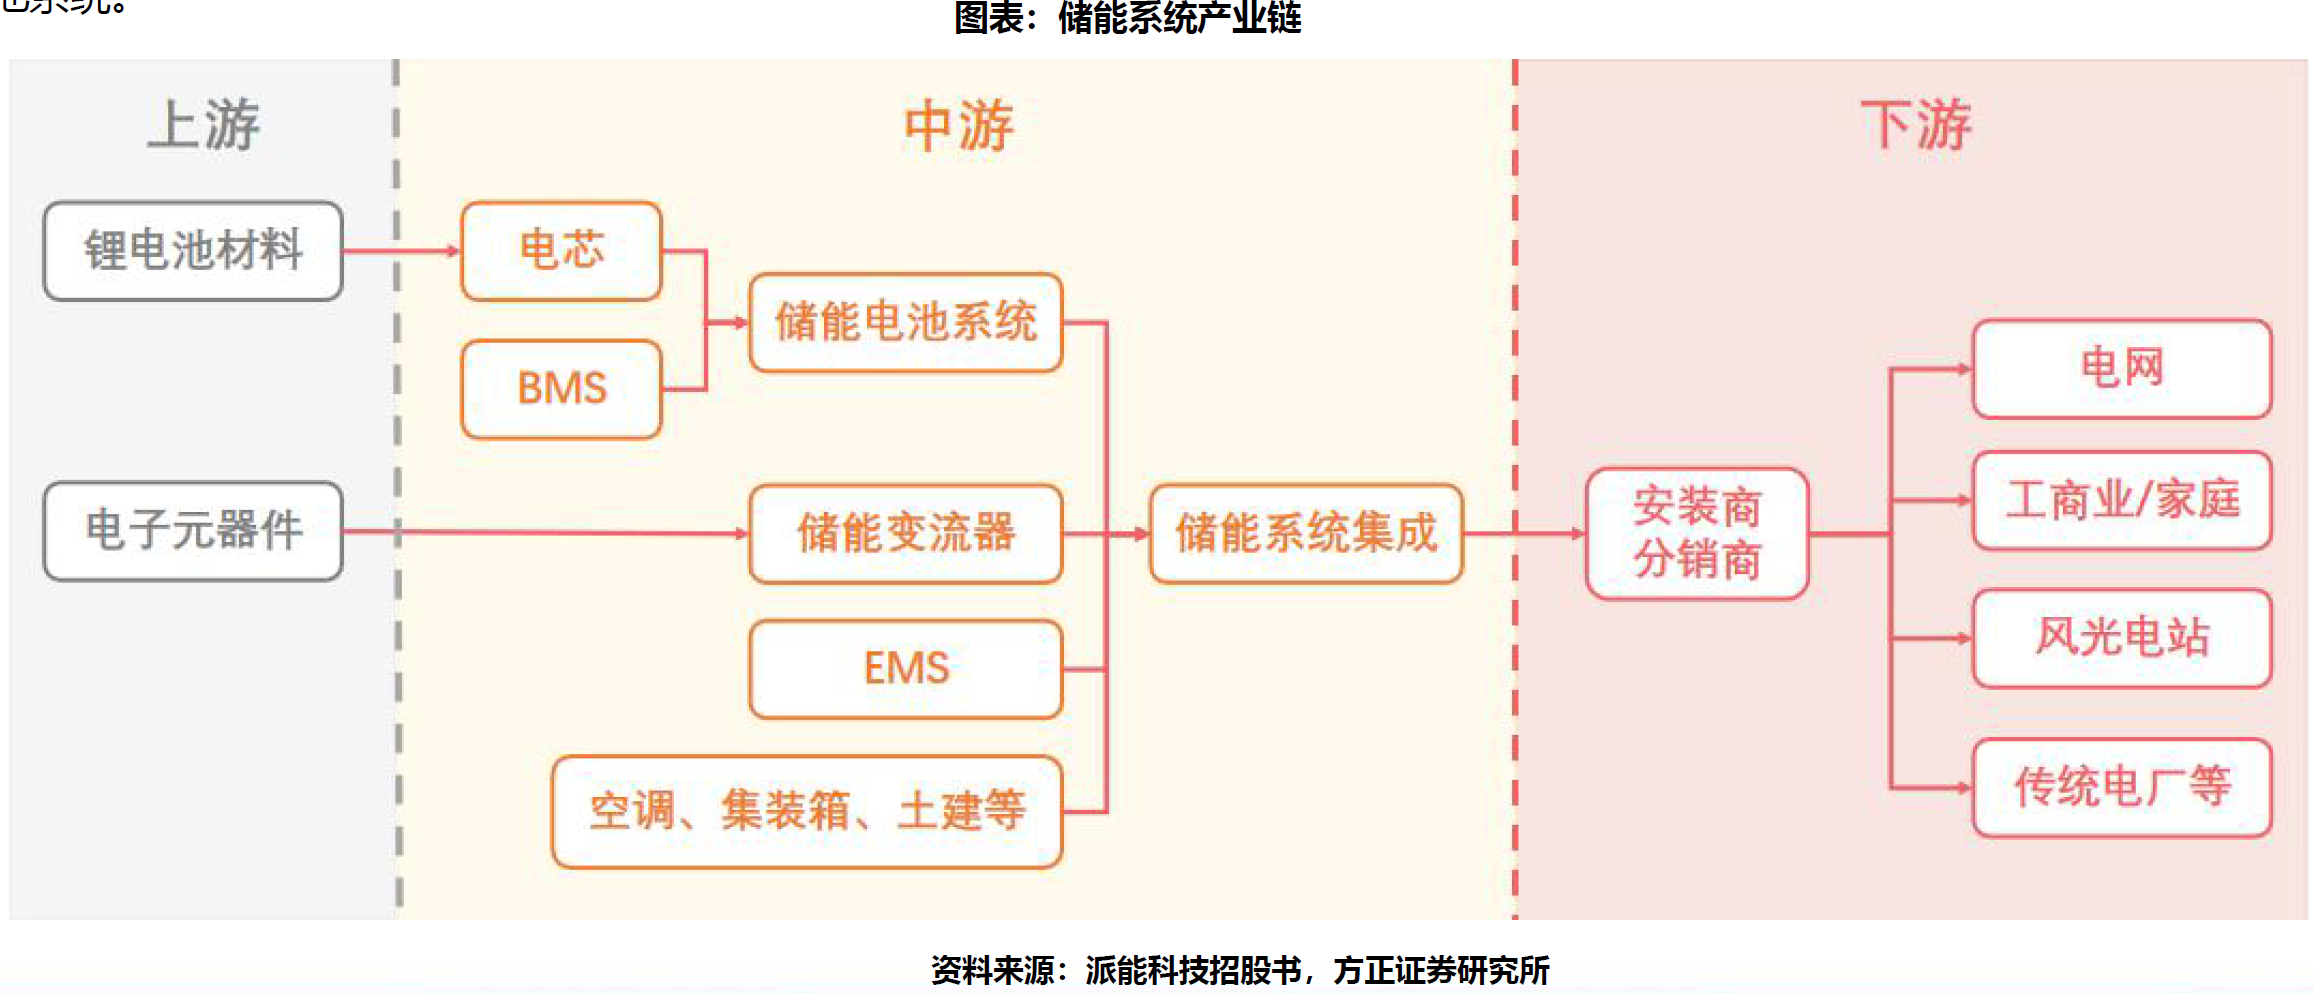 图表：储能系统产业链
上游
中游
下游
锂电池材料
电子元器件
电芯
BMS
储能电池系统
储能变流器
EMS
空调、集装箱、土建等
储能系统集成
安装商
分销商
电网
工商业/家庭
风光电站
传统电厂等
资料来源：派能科技招股书，方正证券研究所